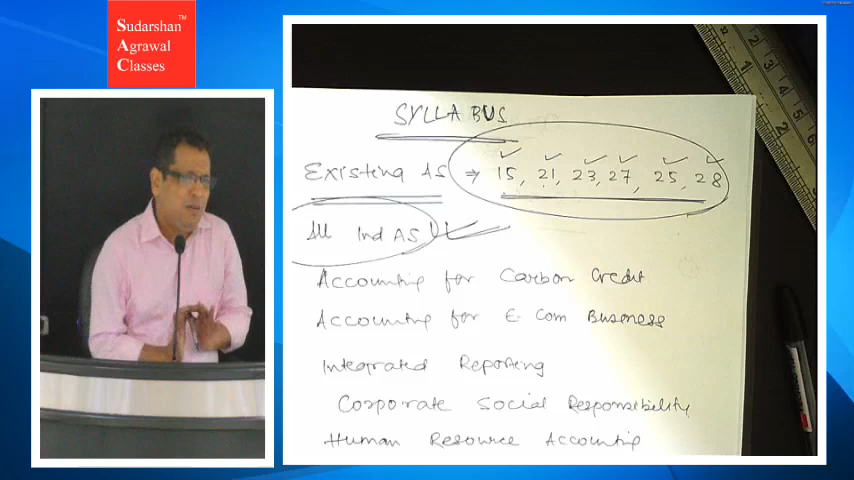 Sudarshan™
Agrawal
Classes
SYLLABUS
Existing AS ⇒ 15, 21, 23, 27, 25, 28
All Ind AS
Accounting for Carbon Credit
Accounting for E-Com Business
Integrated Reporting
Corporate Social Responsibility
Human Resource Accounting